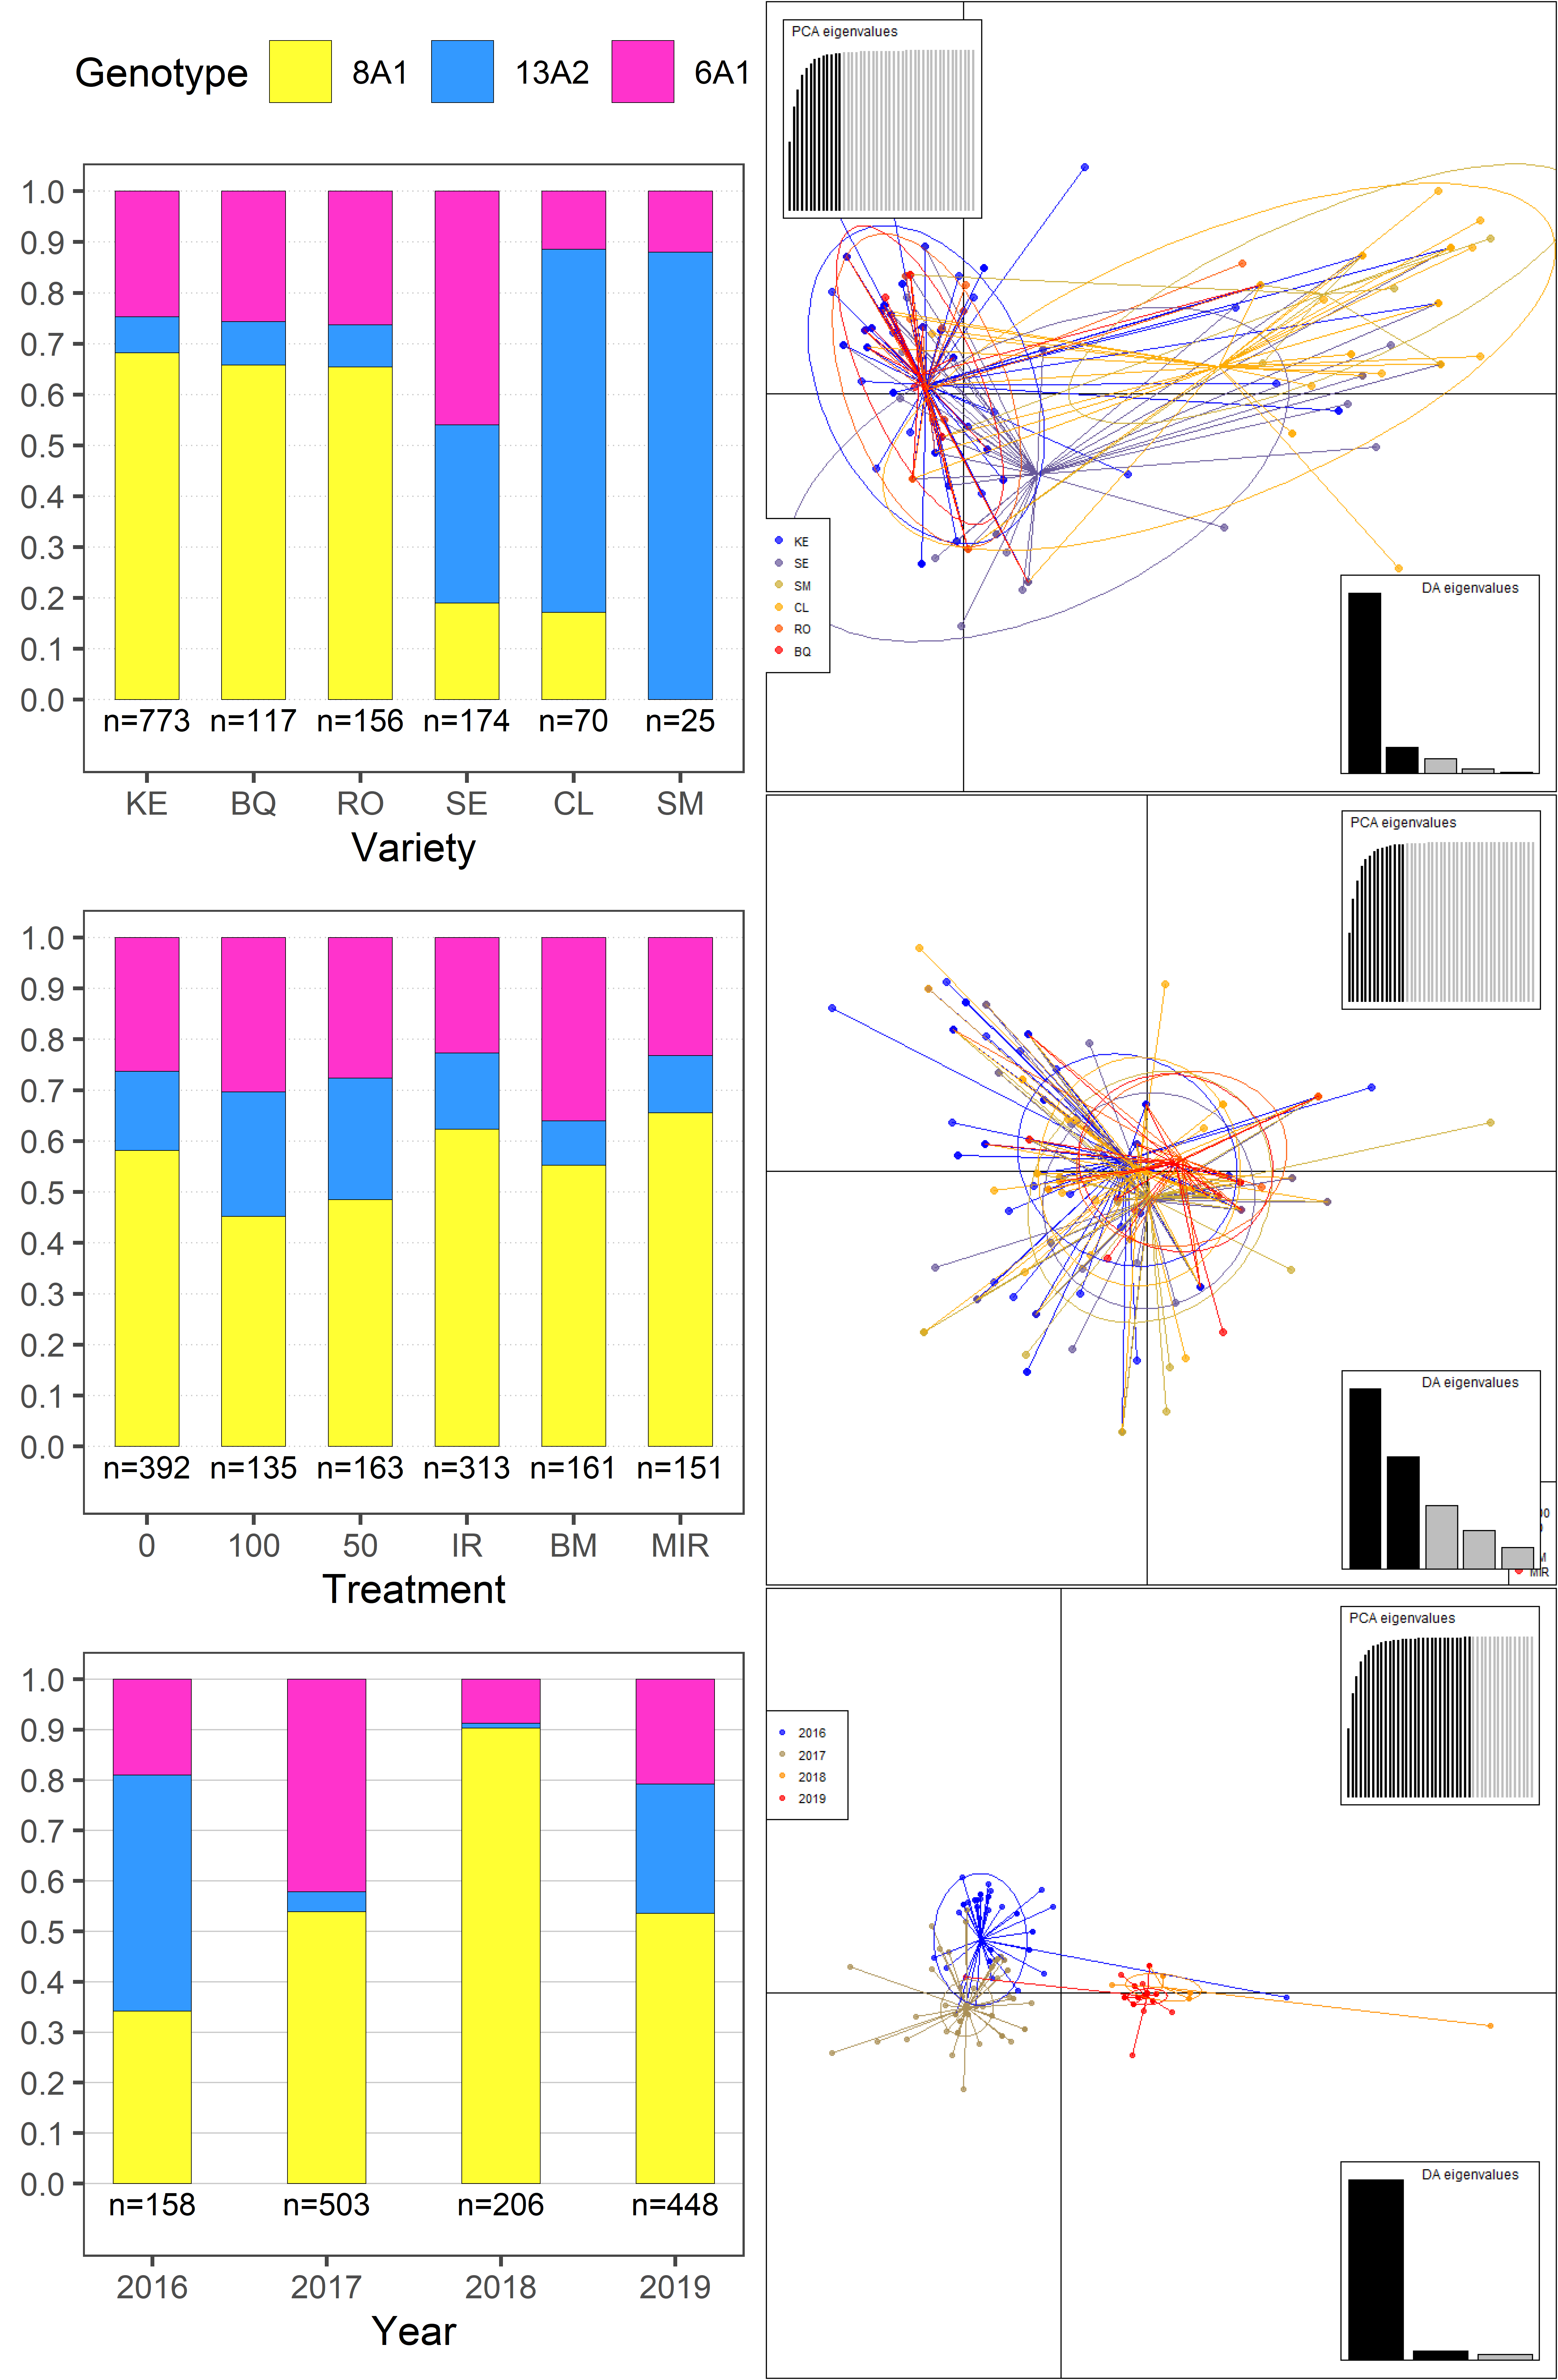 Genotype 8A1 13A2 6A1
1.0
0.9
0.8
0.7
0.6
0.5
0.4
0.3
0.2
0.1
0.0
n=773 n=117 n=156 n=174 n=70 n=25
KE BQ RO SE CL SM
Variety
PCA eigenvalues
KE
SE
SM
CL
RO
BQ
DA eigenvalues
1.0
0.9
0.8
0.7
0.6
0.5
0.4
0.3
0.2
0.1
0.0
n=392 n=135 n=163 n=313 n=161 n=151
0 100 50 IR BM MIR
Treatment
PCA eigenvalues
DA eigenvalues
MIR
1.0
0.9
0.8
0.7
0.6
0.5
0.4
0.3
0.2
0.1
0.0
n=158 n=503 n=206 n=448
2016 2017 2018 2019
Year
PCA eigenvalues
2016
2017
2018
2019
DA eigenvalues